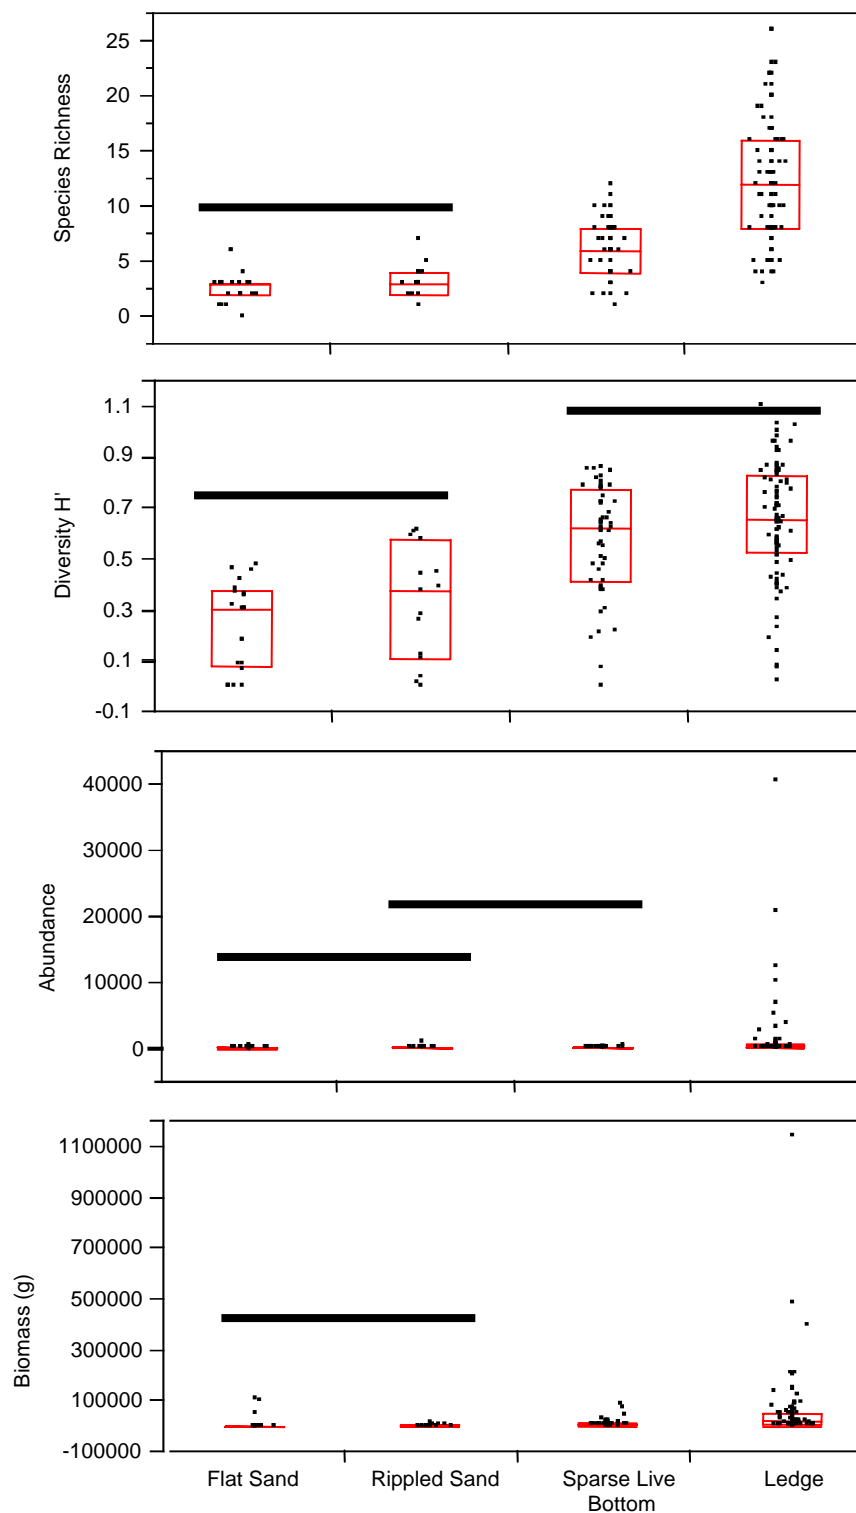 Species Richness
25
20
15
10
5
0
Diversity H'
1.1
0.9
0.7
0.5
0.3
0.1
-0.1
Abundance
40000
30000
20000
10000
0
Biomass (g)
1100000
900000
700000
500000
300000
100000
-100000
Flat Sand
Rippled Sand
Sparse Live
Bottom
Ledge